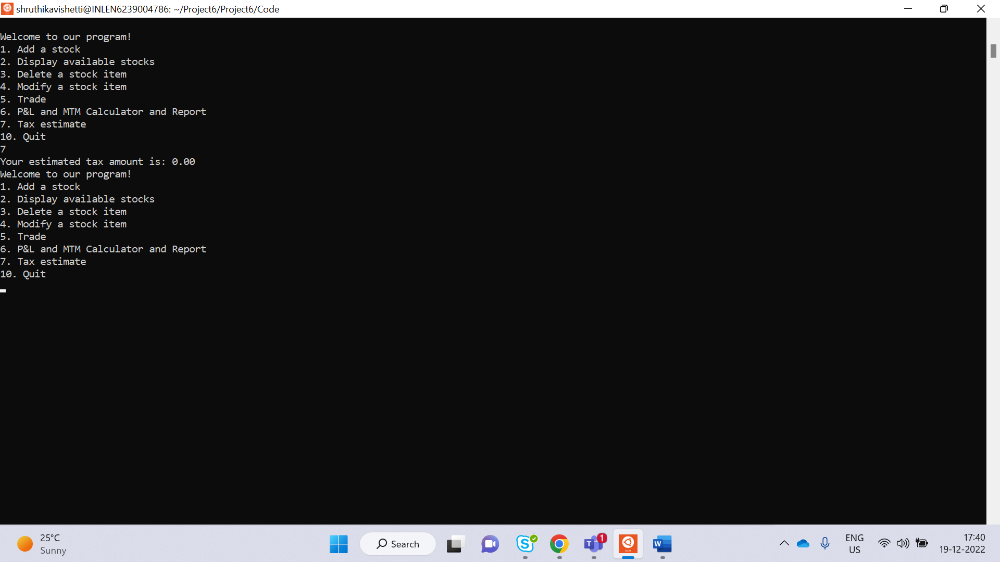 shruthikavishetti@INLEN6239004786: ~/Project6/Project6/Code
Welcome to our program!
1. Add a stock
2. Display available stocks
3. Delete a stock item
4. Modify a stock item
5. Trade
6. P&L and MTM Calculator and Report
7. Tax estimate
10. Quit
7
Your estimated tax amount is: 0.00
Welcome to our program!
1. Add a stock
2. Display available stocks
3. Delete a stock item
4. Modify a stock item
5. Trade
6. P&L and MTM Calculator and Report
7. Tax estimate
10. Quit
25°C
Sunny
Search
S
T
1
W
ENG
US
17:40
19-12-2022